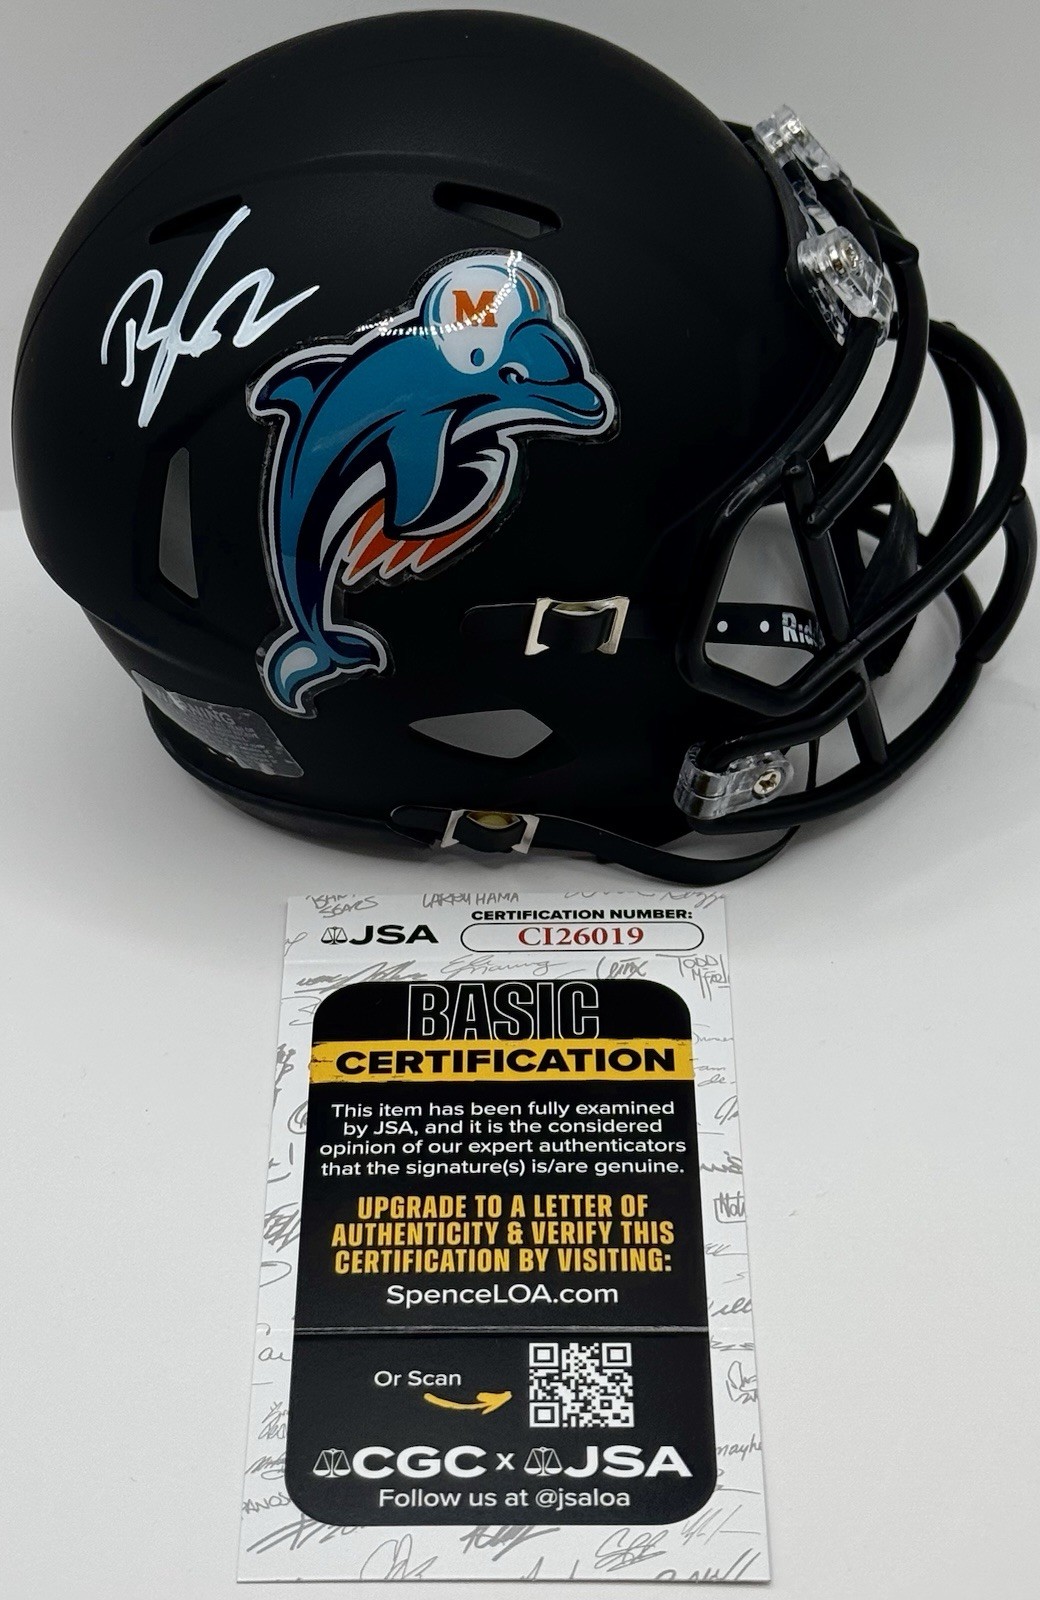 M
Rid
WARNING
LARRY HAMA
JSA
CERTIFICATION NUMBER:
CI26019
BASIC
CERTIFICATION
This item has been fully examined
by JSA, and it is the considered
opinion of our expert authenticators
that the signature(s) is/are genuine.
UPGRADE TO A LETTER OF
AUTHENTICITY & VERIFY THIS
CERTIFICATION BY VISITING:
SpenceLOA.com
Or Scan
CGC x JSA
Follow us at @jsaloa